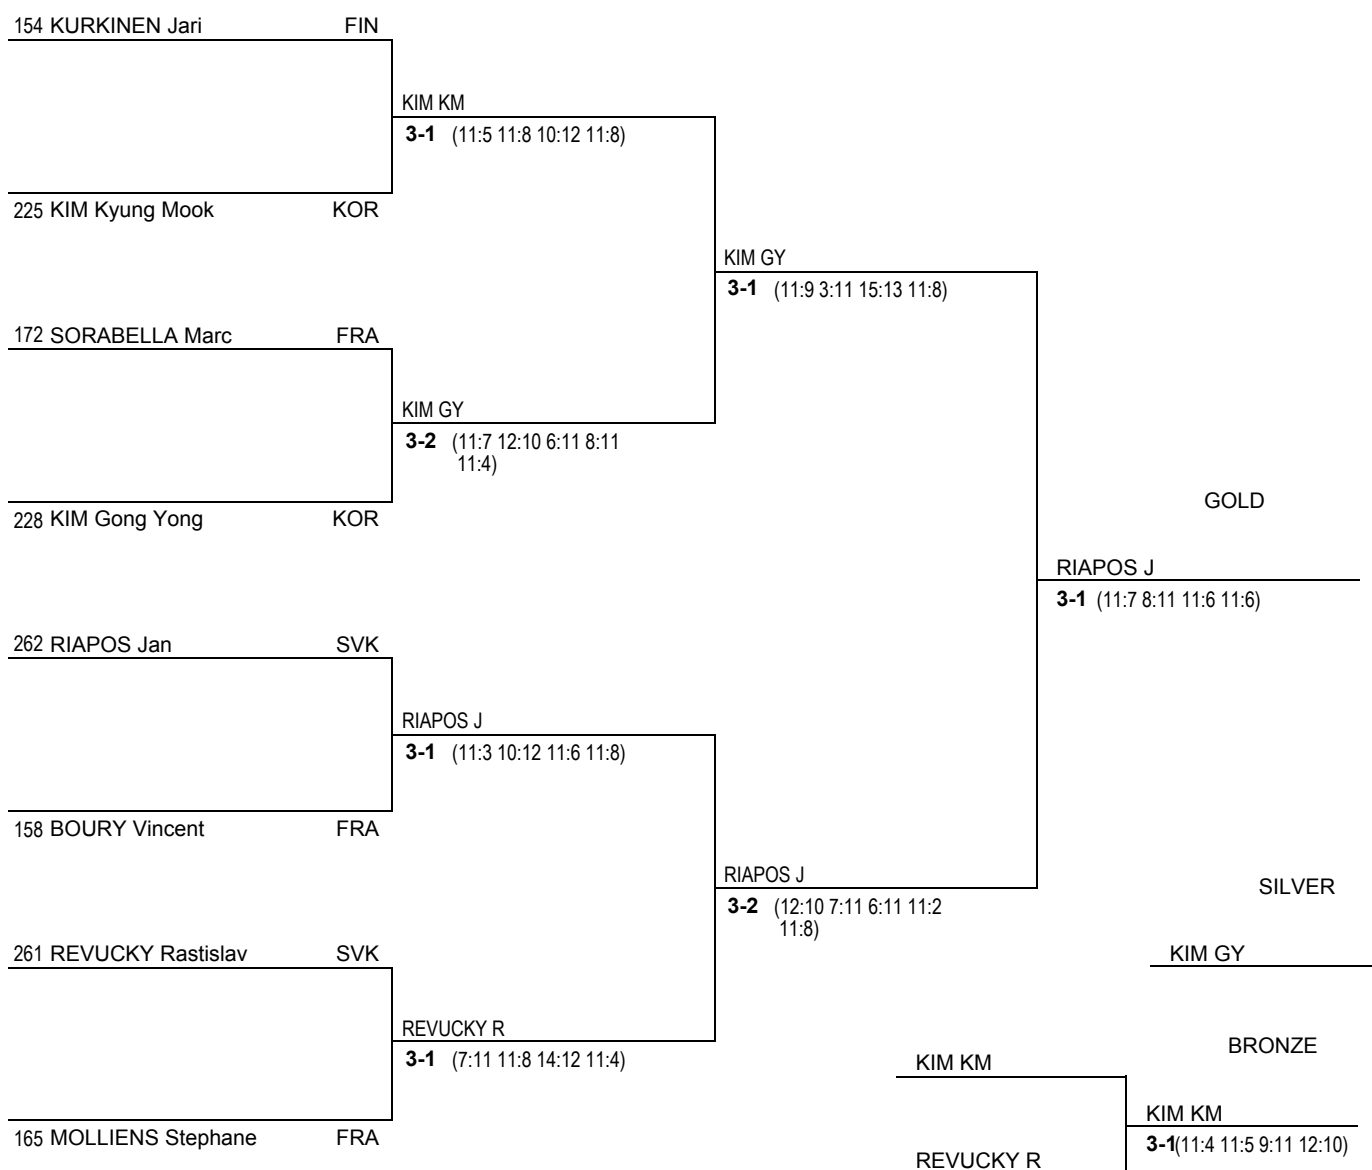 154 KURKINEN Jari FIN
KIM KM
3-1 (11:5 11:8 10:12 11:8)
225 KIM Kyung Mook KOR
KIM GY
3-1 (11:9 3:11 15:13 11:8)
172 SORABELLA Marc FRA
KIM GY
3-2 (11:7 12:10 6:11 8:11
11:4)
228 KIM Gong Yong KOR
GOLD
RIAPOS J
3-1 (11:7 8:11 11:6 11:6)
262 RIAPOS Jan SVK
RIAPOS J
3-1 (11:3 10:12 11:6 11:8)
158 BOURY Vincent FRA
RIAPOS J
3-2 (12:10 7:11 6:11 11:2
11:8)
SILVER
261 REVUCKY Rastislav SVK
KIM GY
REVUCKY R
3-1 (7:11 11:8 14:12 11:4)
BRONZE
KIM KM
KIM KM
3-1(11:4 11:5 9:11 12:10)
165 MOLLIENS Stephane FRA
REVUCKY R